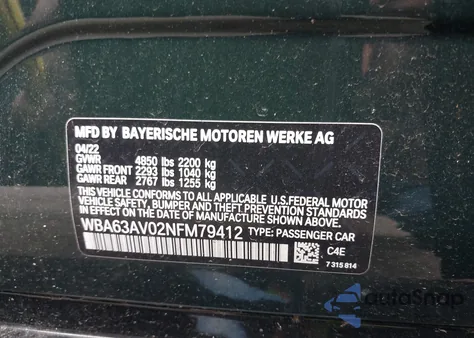 MFD BY BAYERISCHE MOTOREN WERKE AG
04/22
GVWR 4850 lbs 2200 kg
GAWR FRONT 2293 lbs 1040 kg
GAWR REAR 2767 lbs 1255 kg
THIS VEHICLE CONFORMS TO ALL APPLICABLE U.S.FEDERAL MOTOR
VEHICLE SAFETY, BUMPER AND THEFT PREVENTION STANDARDS
IN EFFECT ON THE DATE OF MANUFACTURE SHOWN ABOVE.
WBA63AV02NFM79412 TYPE: PASSENGER CAR
C4E
7 315 814
autoSnap